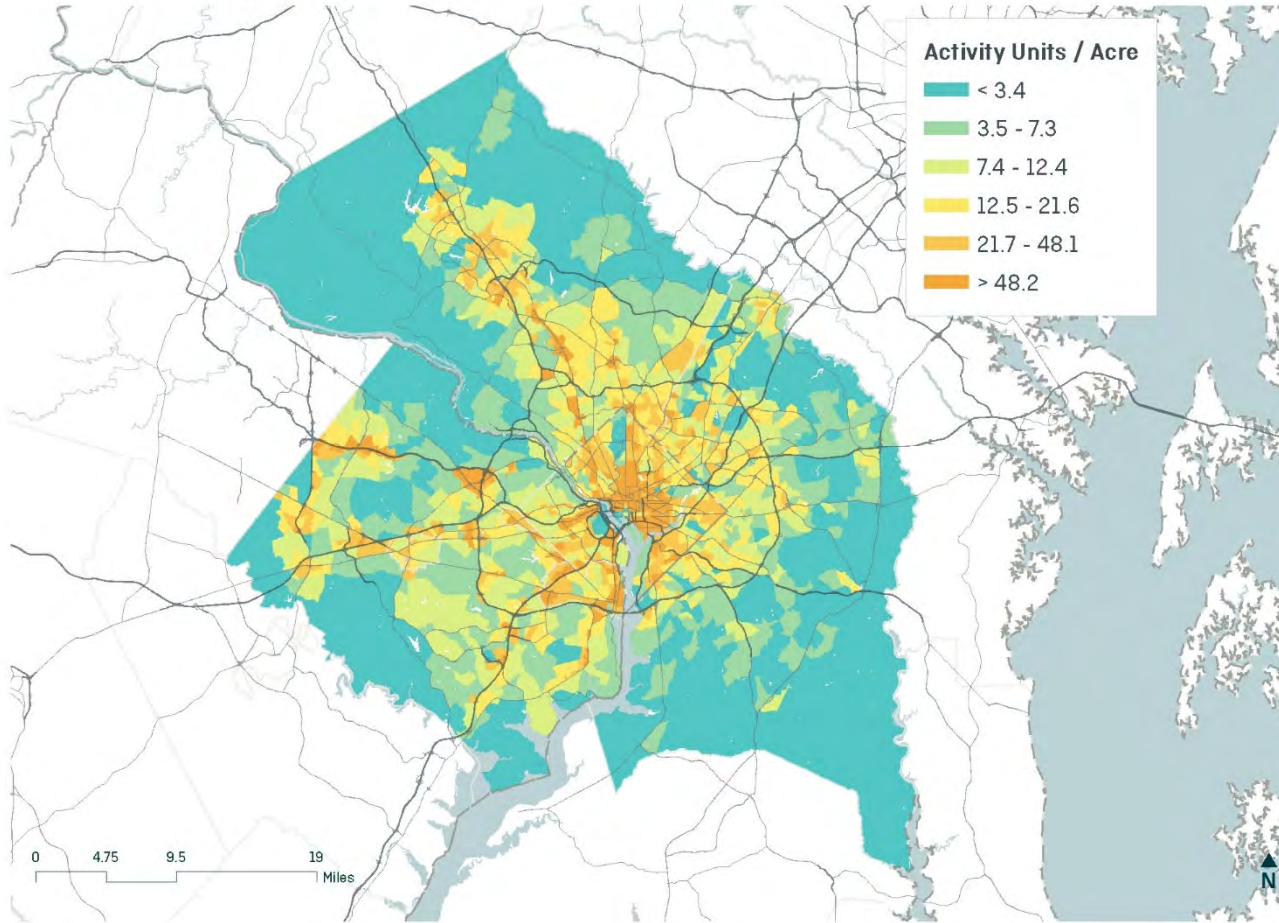 Activity Units / Acre
< 3.4
3.5 - 7.3
7.4 - 12.4
12.5 - 21.6
21.7 - 48.1
> 48.2
0 4.75 9.5 19
Miles
N